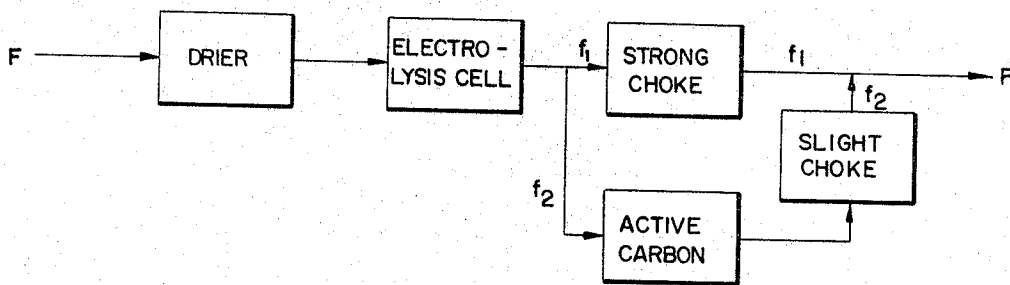 F
DRIER
ELECTRO-
LYSIS CELL
f1
STRONG
CHOKE
f1
F
f2
SLIGHT
CHOKE
f2
ACTIVE
CARBON